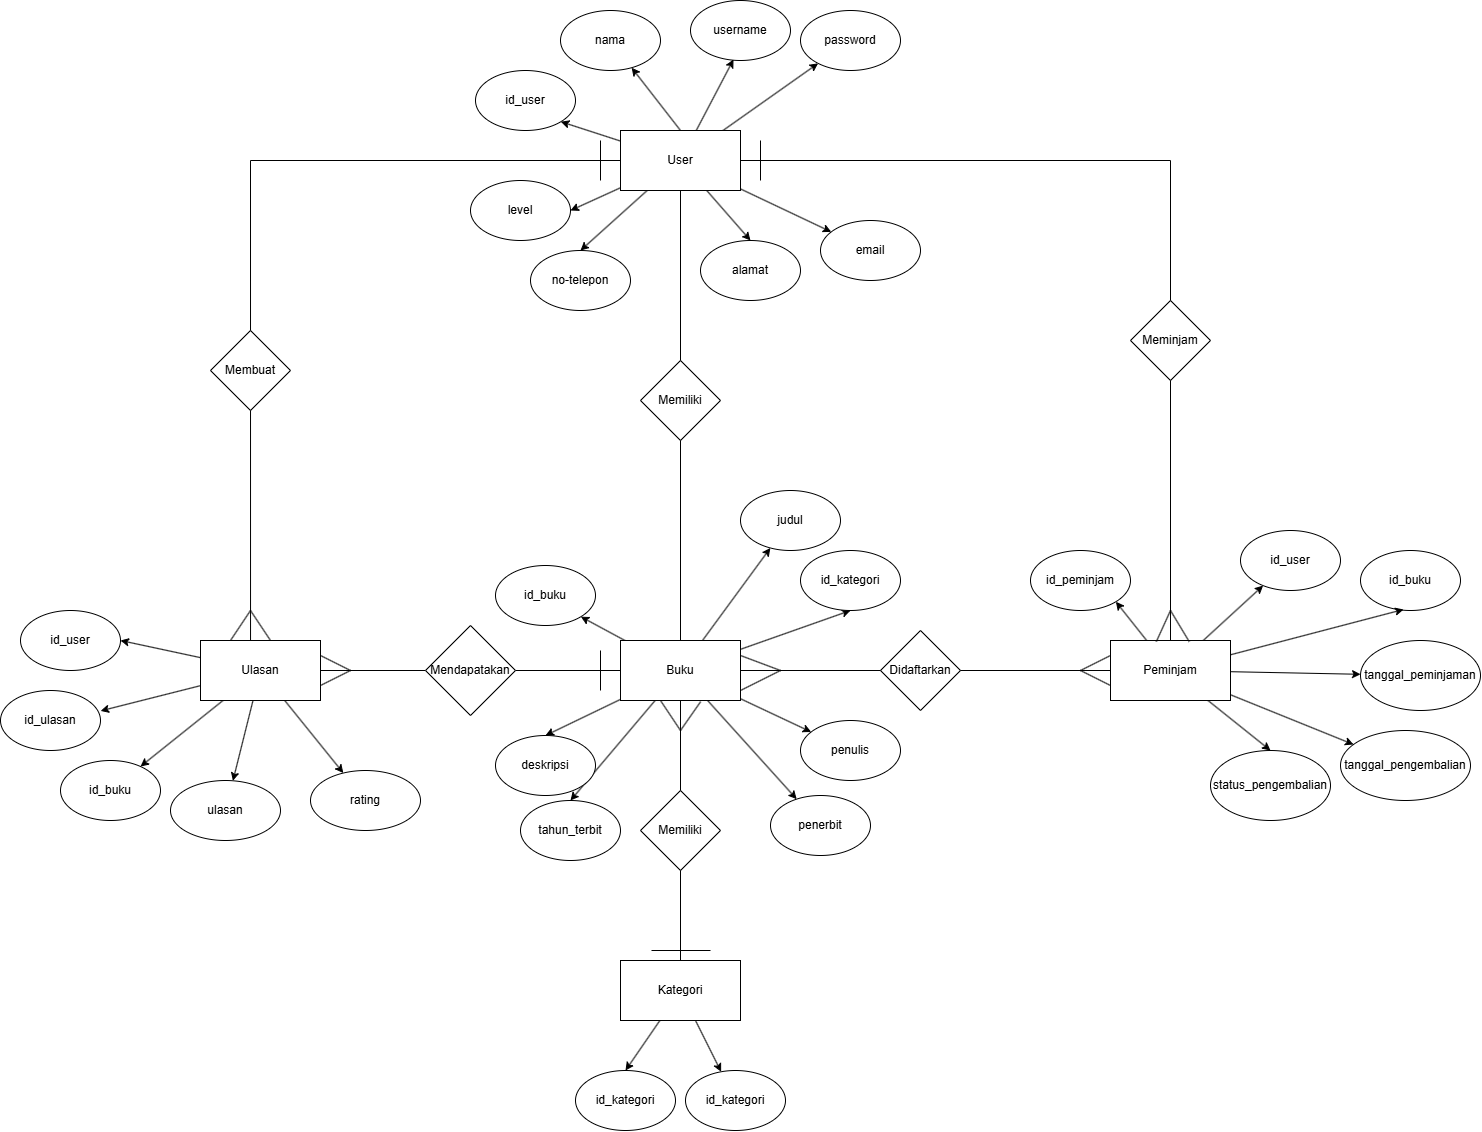 username
nama
password
id_user
User
level
email
alamat
no-telepon
Meminjam
Membuat
Memiliki
judul
id_user
id_peminjam
id_kategori
id_buku
id_buku
id_user
Ulasan
Mendapatakan
Buku
Didaftarkan
Peminjam
tanggal_peminjaman
id_ulasan
penulis
deskripsi
tanggal_pengembalian
status_pengembalian
id_buku
rating
ulasan
penerbit
tahun_terbit
Memiliki
Kategori
id_kategori
id_kategori